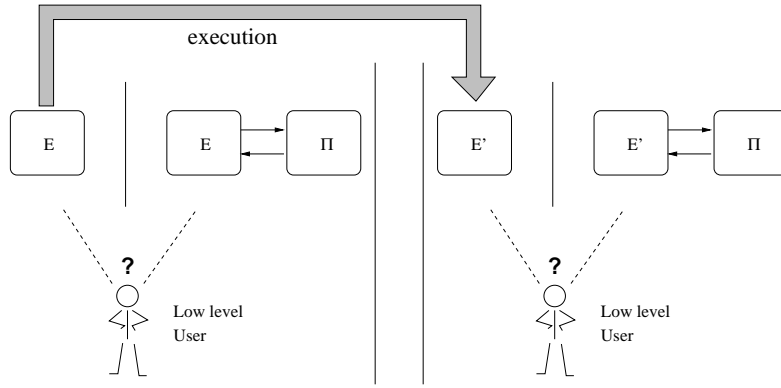 execution
E
E
Π
E'
E'
Π
?
?
Low level
User
Low level
User